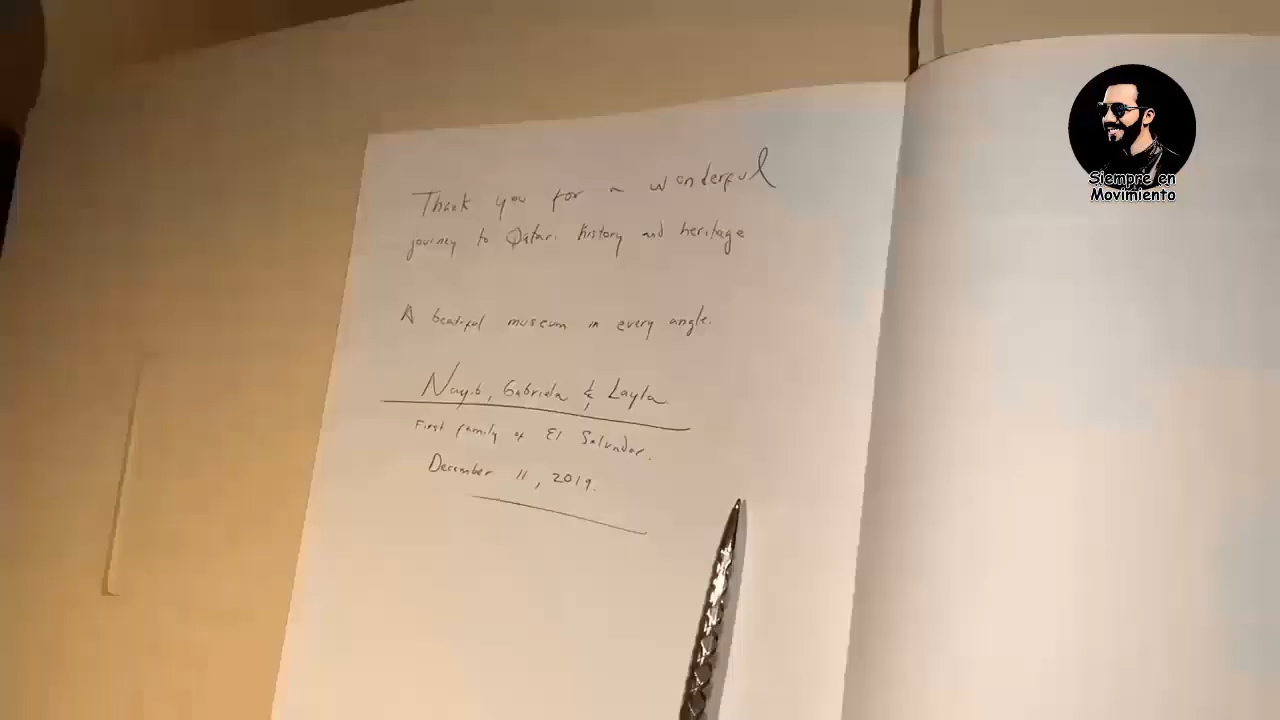 Thank you for a wonderful
journey to Qatari history and heritage
A beatiful museum in every angle.
Nayib, Gabriela & Layla
First family of El Salvador.
December 11, 2019.
Siempre en
Movimiento